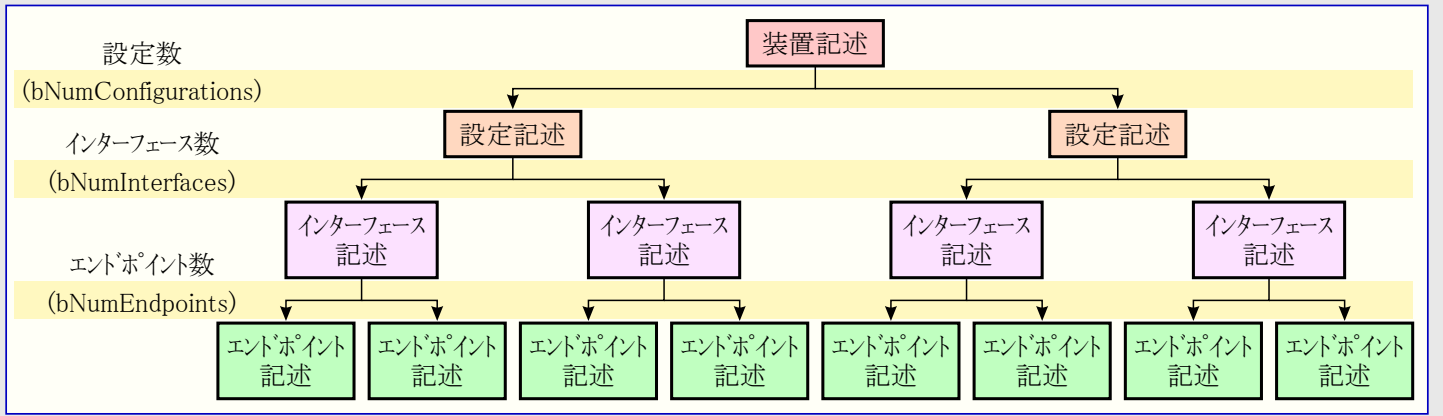 装置記述
設定数
(bNumConfigurations)
設定記述
設定記述
インターフェース数
(bNumInterfaces)
インターフェース
記述
インターフェース
記述
インターフェース
記述
インターフェース
記述
エンドポイント数
(bNumEndpoints)
エンドポイント
記述
エンドポイント
記述
エンドポイント
記述
エンドポイント
記述
エンドポイント
記述
エンドポイント
記述
エンドポイント
記述
エンドポイント
記述